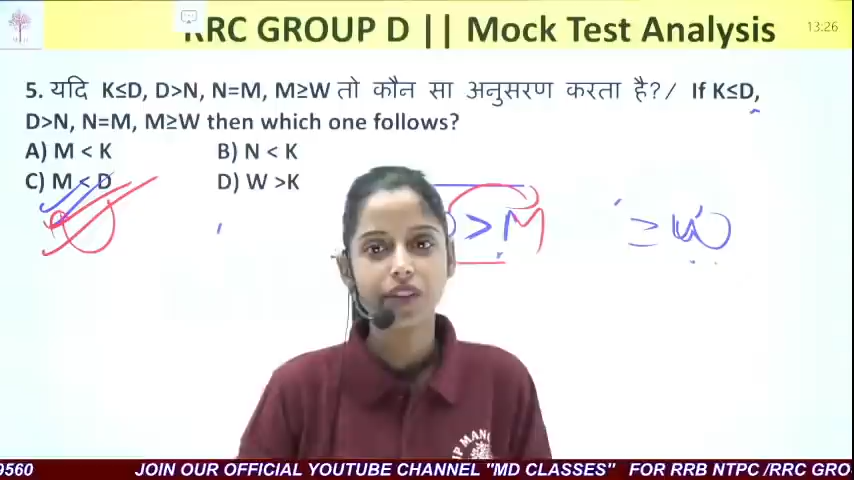 RRC GROUP D || Mock Test Analysis
13:26
5. यदि K≤D, D>N, N=M, M≥W तो कौन सा अनुसरण करता है?/ If K≤D,
D>N, N=M, M≥W then which one follows?
A) M < K
B) N < K
C) M < D
D) W >K
> M ≥ W
9560 JOIN OUR OFFICIAL YOUTUBE CHANNEL "MD CLASSES" FOR RRB NTPC /RRC GRO